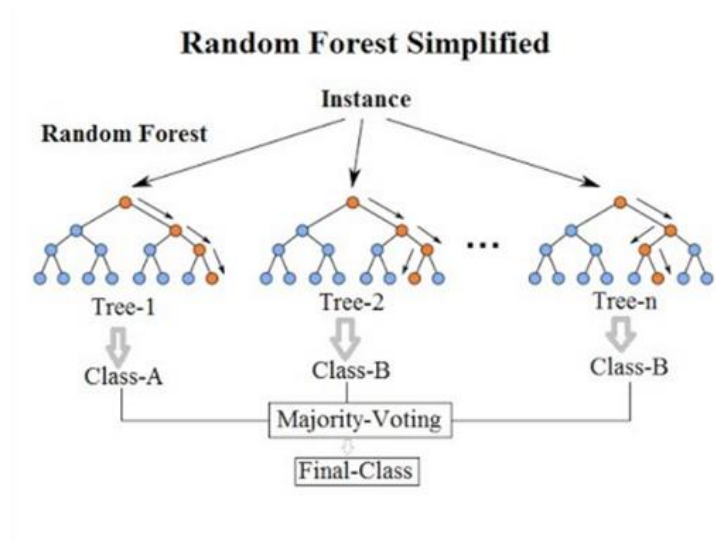 Random Forest Simplified
Instance
Random Forest
...
Tree-1
Tree-2
Tree-n
Class-A
Class-B
Class-B
Majority-Voting
Final-Class